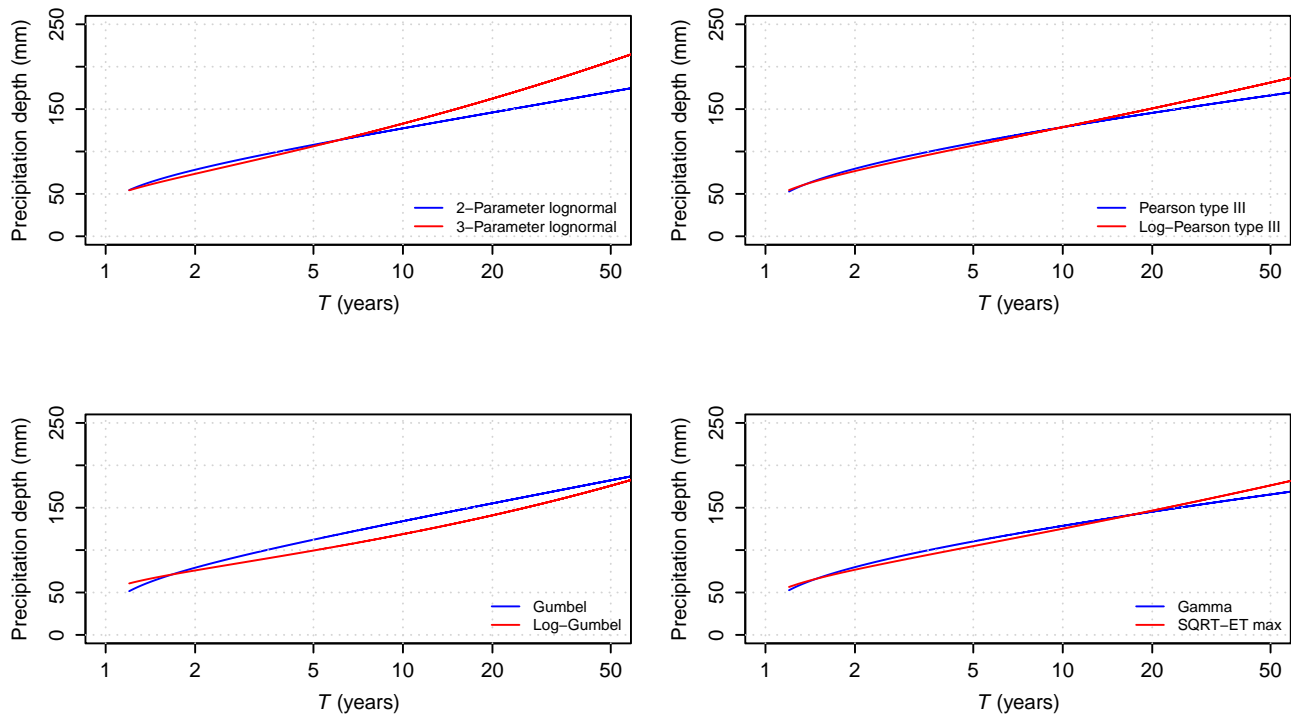 Precipitation depth (mm)
250
150
50
0
2−Parameter lognormal
3−Parameter lognormal
1 2 5 10 20 50
T (years)
Precipitation depth (mm)
250
150
50
0
Pearson type III
Log−Pearson type III
1 2 5 10 20 50
T (years)
Precipitation depth (mm)
250
150
50
0
Gumbel
Log−Gumbel
1 2 5 10 20 50
T (years)
Precipitation depth (mm)
250
150
50
0
Gamma
SQRT−ET max
1 2 5 10 20 50
T (years)